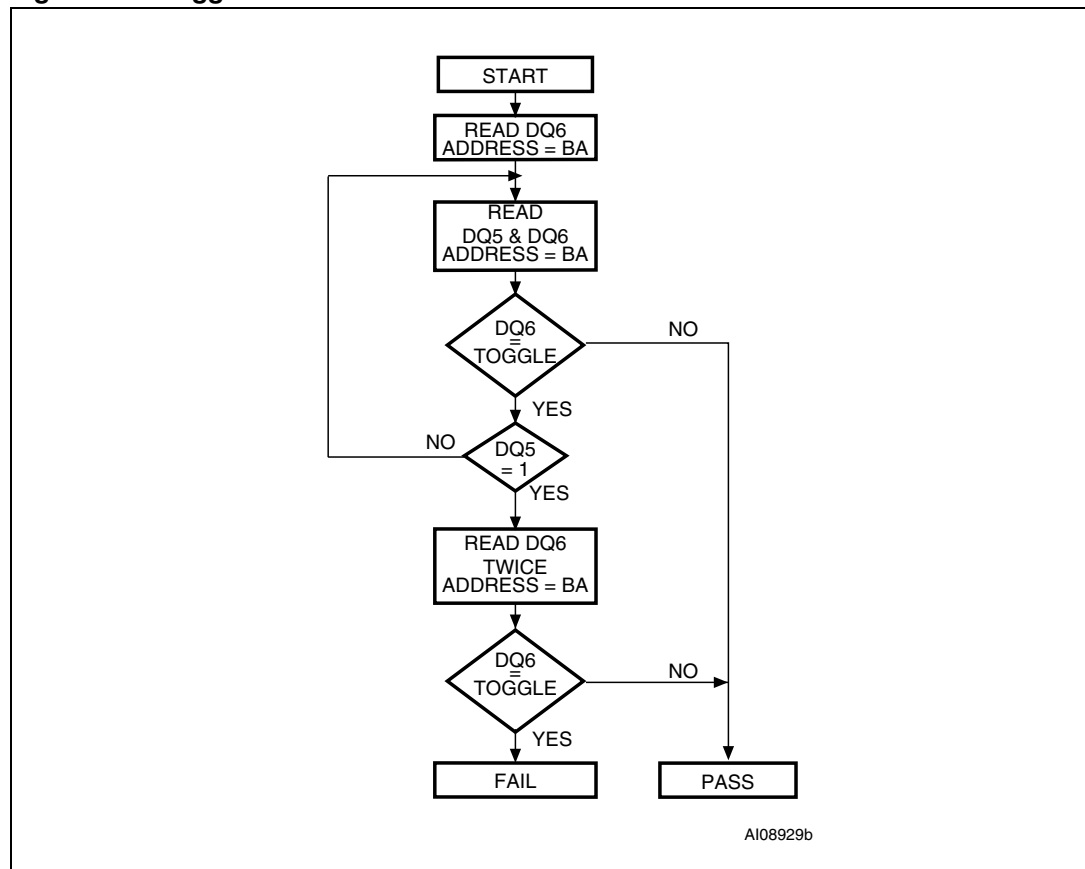 START
READ DQ6
ADDRESS = BA
READ
DQ5 & DQ6
ADDRESS = BA
DQ6
=
TOGGLE
NO
YES
NO
DQ5
= 1
YES
READ DQ6
TWICE
ADDRESS = BA
DQ6
=
TOGGLE
NO
YES
FAIL
PASS
AI08929b